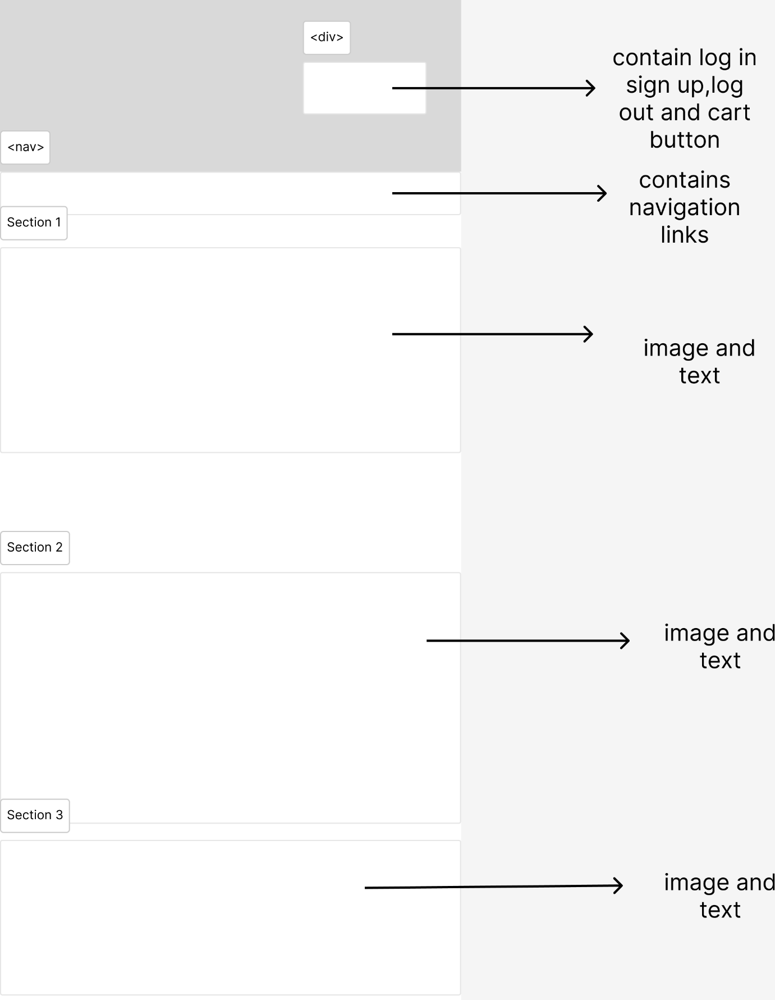 <div>
contain log in
sign up,log
out and cart
button
<nav>
contains
navigation
links
Section 1
image and
text
Section 2
image and
text
Section 3
image and
text